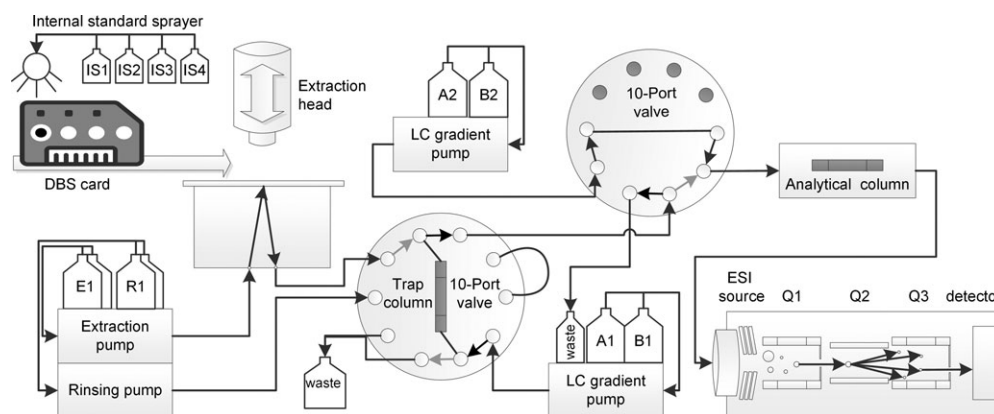 Internal standard sprayer
IS1 IS2 IS3 IS4
Extraction
head
DBS card
A2 B2
LC gradient
pump
10-Port
valve
Analytical column
E1 R1
Extraction
pump
Rinsing pump
waste
Trap
column
10-Port
valve
waste
A1 B1
LC gradient
pump
ESI
source
Q1 Q2 Q3 detecto